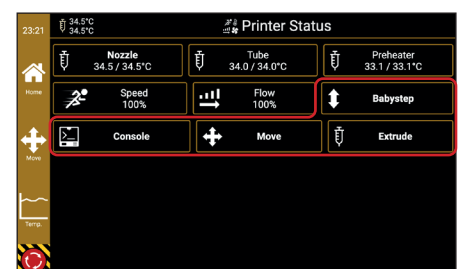 23:21
34.5°C
34.5°C
Printer Status
Nozzle
34.5 / 34.5°C
Tube
34.0 / 34.0°C
Preheater
33.1 / 33.1°C
Home
Speed
100%
Flow
100%
Babystep
Console
Move
Extrude
Move
Temp.